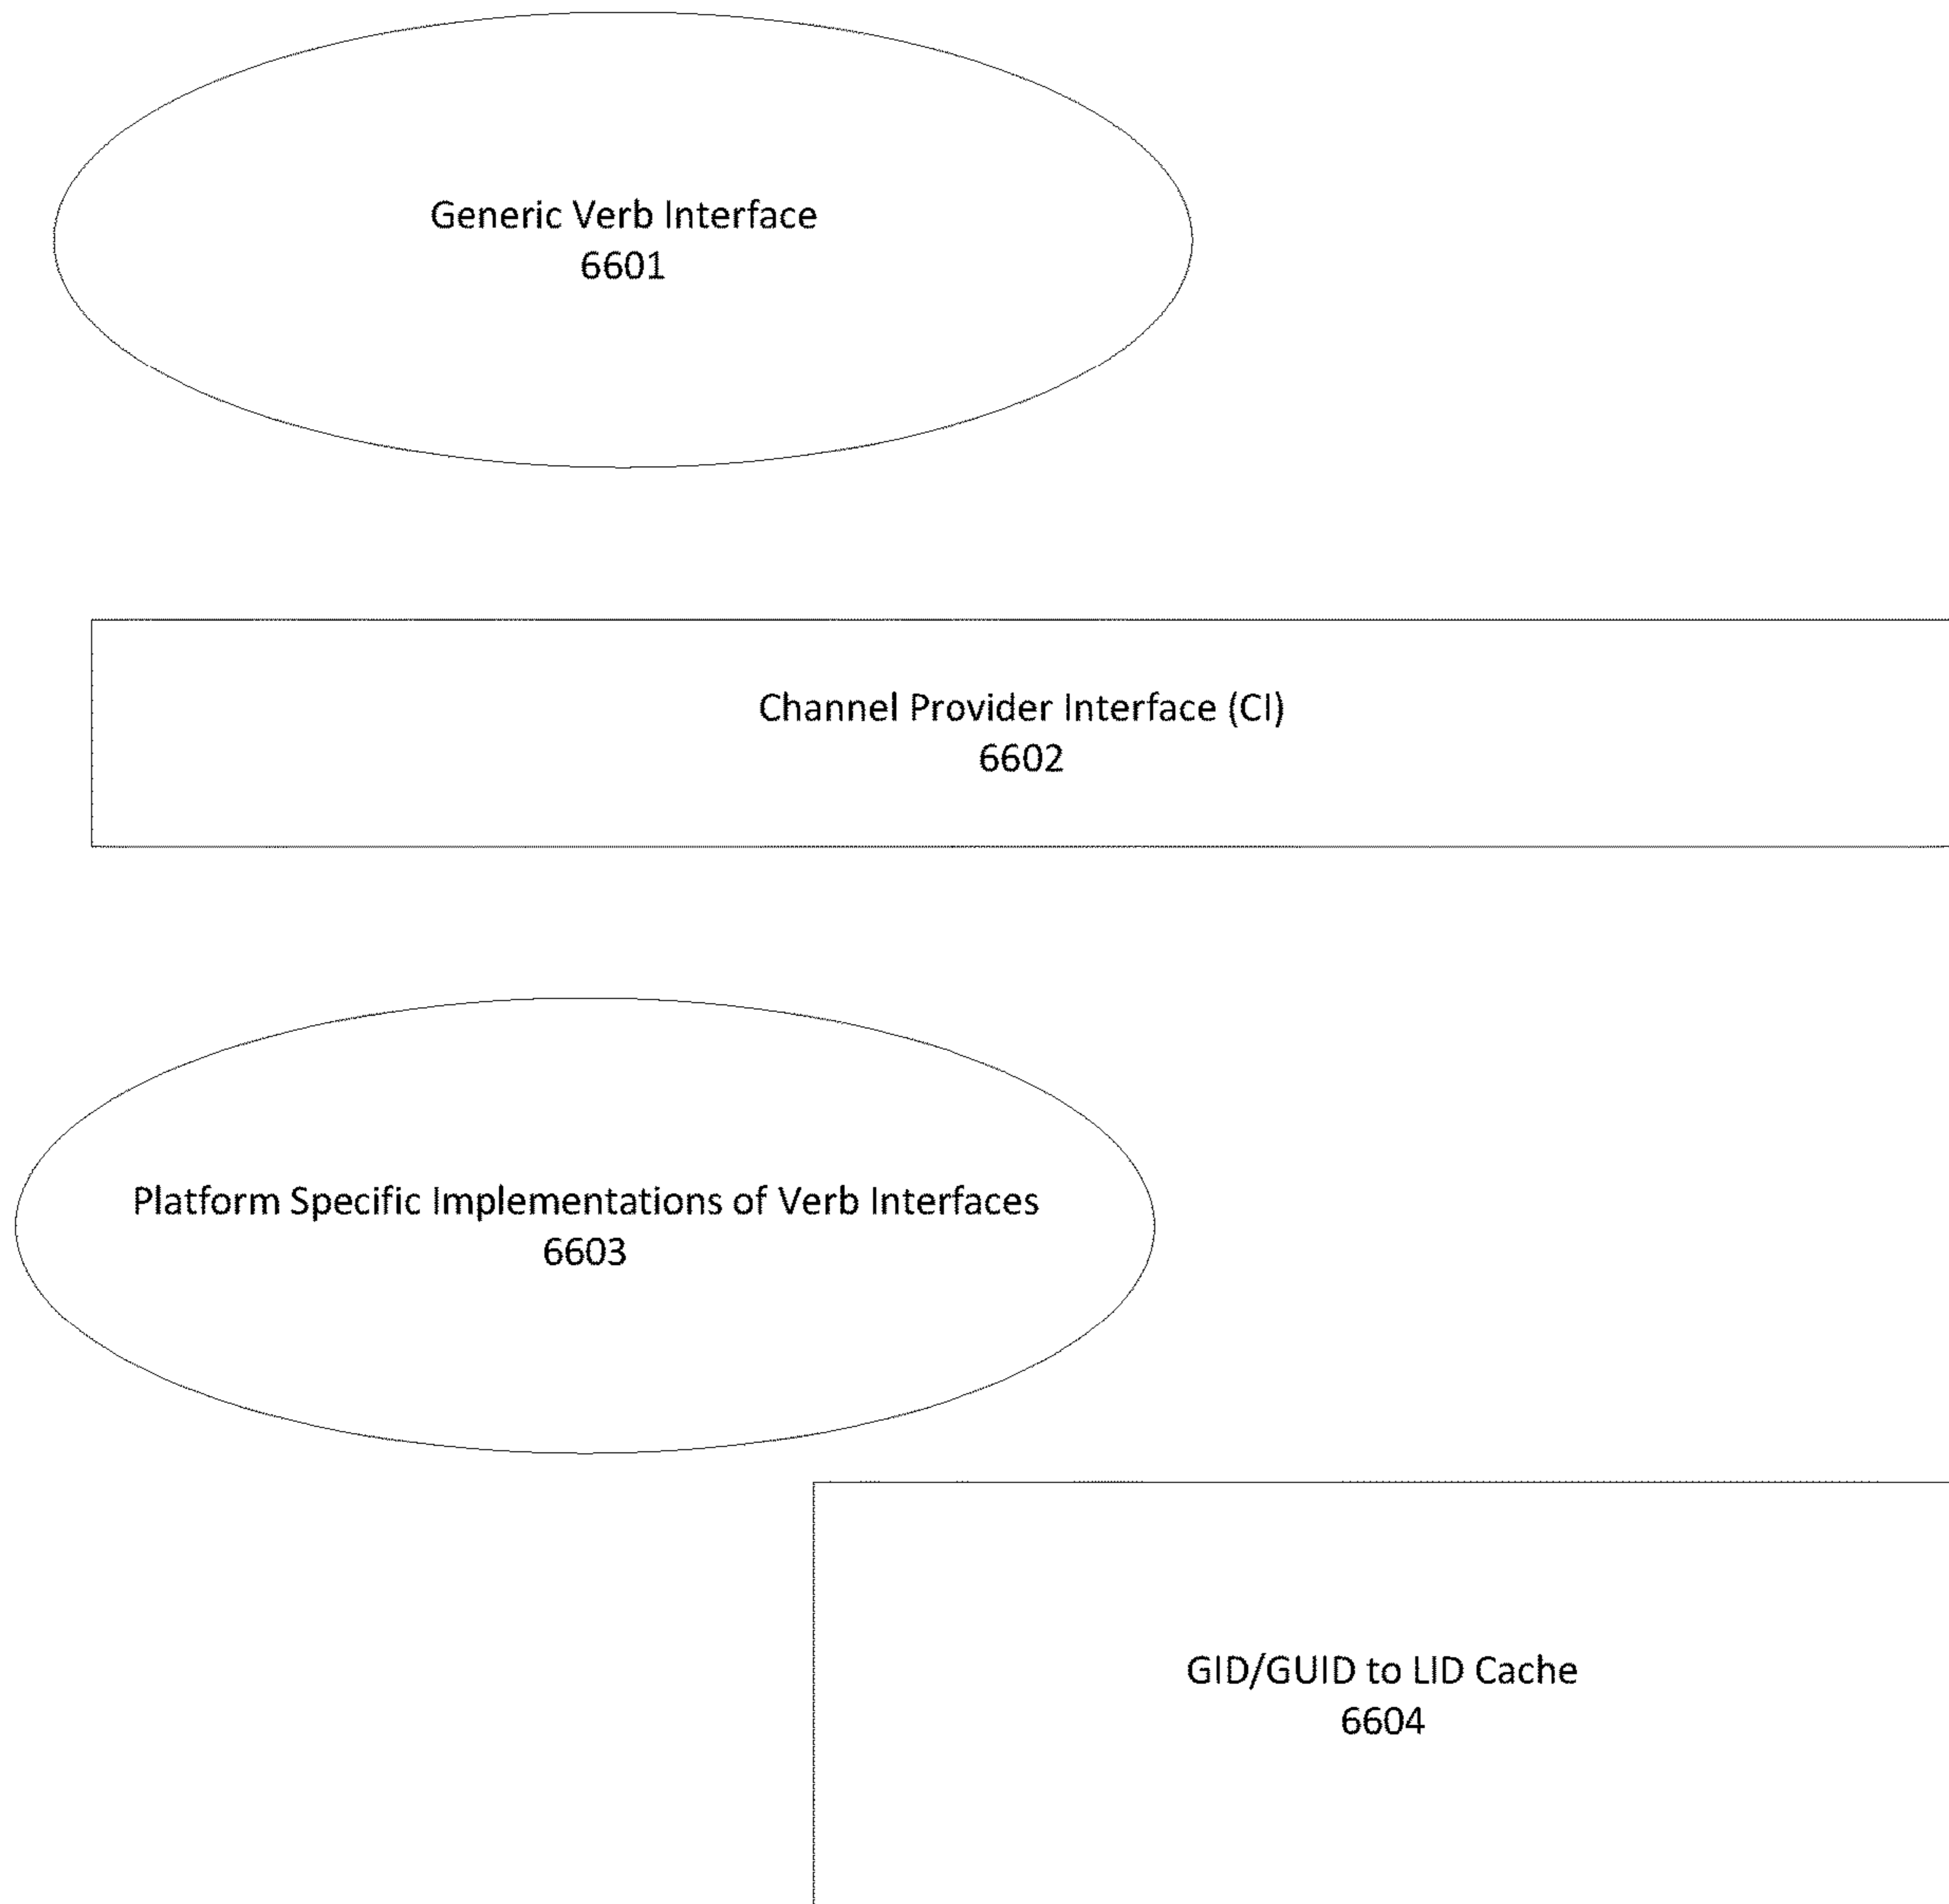 Generic Verb Interface
6601
Channel Provider Interface (CI)
6602
Platform Specific Implementations of Verb Interfaces
6603
GID/GUID to LID Cache
6604